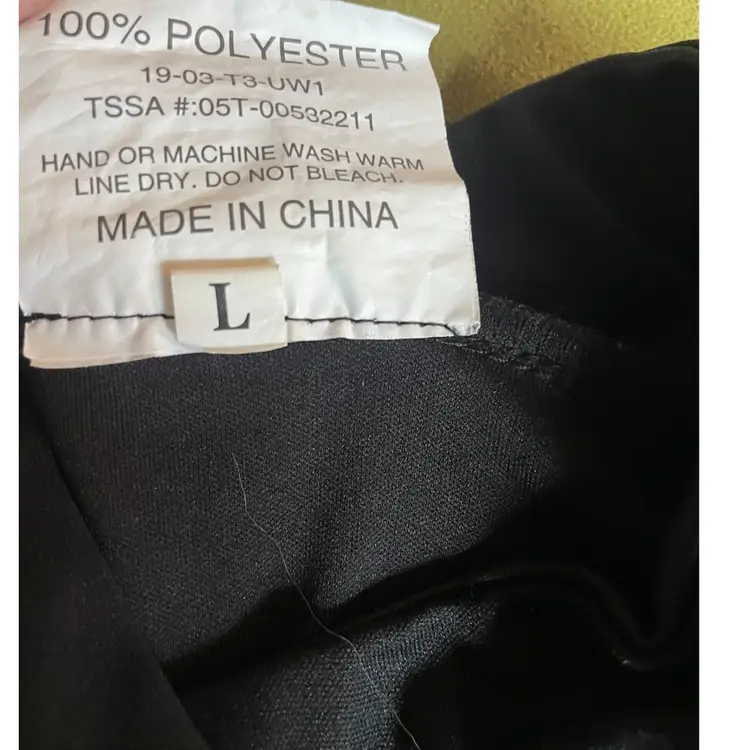 100% POLYESTER
19-03-T3-UW1
TSSA #:05T-00532211
HAND OR MACHINE WASH WARM
LINE DRY. DO NOT BLEACH.
MADE IN CHINA
L